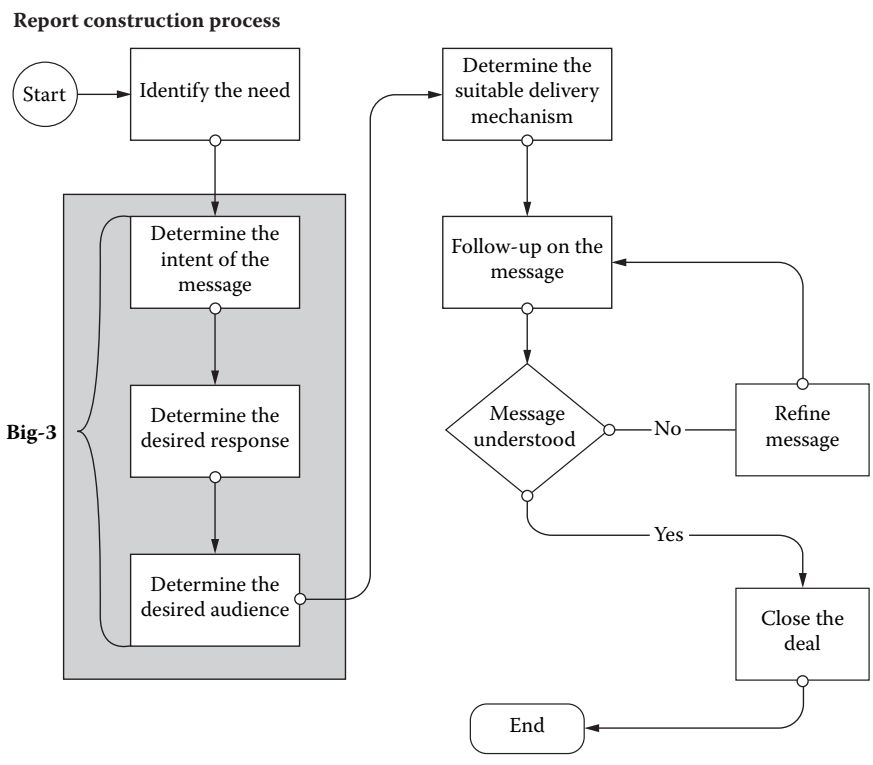 Report construction process
Start
Identify the need
Determine the
intent of the
message
Determine the
desired response
Determine the
desired audience
Big-3
Determine the
suitable delivery
mechanism
Follow-up on the
message
Message
understood
No
Refine
message
Yes
Close the
deal
End